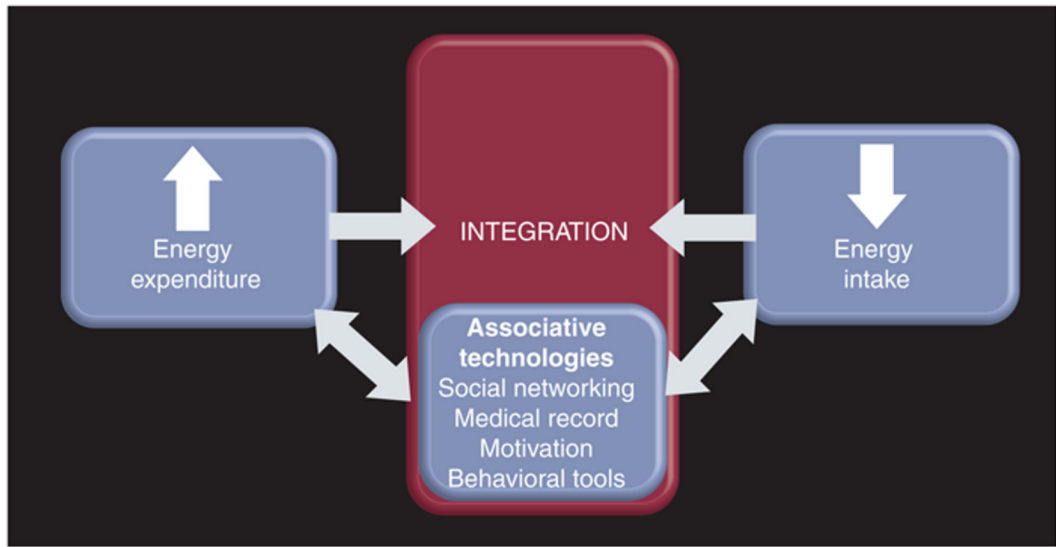 Energy
expenditure
INTEGRATION
Associative
technologies
Social networking
Medical record
Motivation
Behavioral tools
Energy
intake